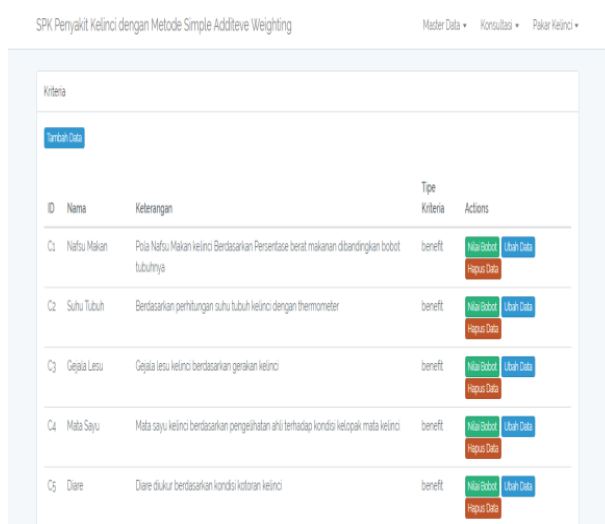 SPK Penyakit Kelinci dengan Metode Simple Additeve Weighting Master Data Konsultasi Pakar Kelinci
Kriteria
Tambah Data
Tipe
ID Nama Keterangan Kriteria Actions
C1 Nafsu Makan Pola Nafsu Makan kelinci Berdasarkan Persentase berat makanan dibandingkan bobot benefit Nilai Bobot Ubah Data
tubuhnya Hapus Data
C2 Suhu Tubuh Berdasarkan perhitungan suhu tubuh kelinci dengan thermometer benefit Nilai Bobot Ubah Data
Hapus Data
C3 Gejala Lesu Gejala lesu kelinci berdasarkan gerakan kelinci benefit Nilai Bobot Ubah Data
Hapus Data
C4 Mata Sayu Mata sayu kelinci berdasarkan pengelihatan ahli terhadap kondisi kelopak mata kelinci benefit Nilai Bobot Ubah Data
Hapus Data
C5 Diare Diare diukur berdasarkan kondisi kotoran kelinci benefit Nilai Bobot Ubah Data
Hapus Data